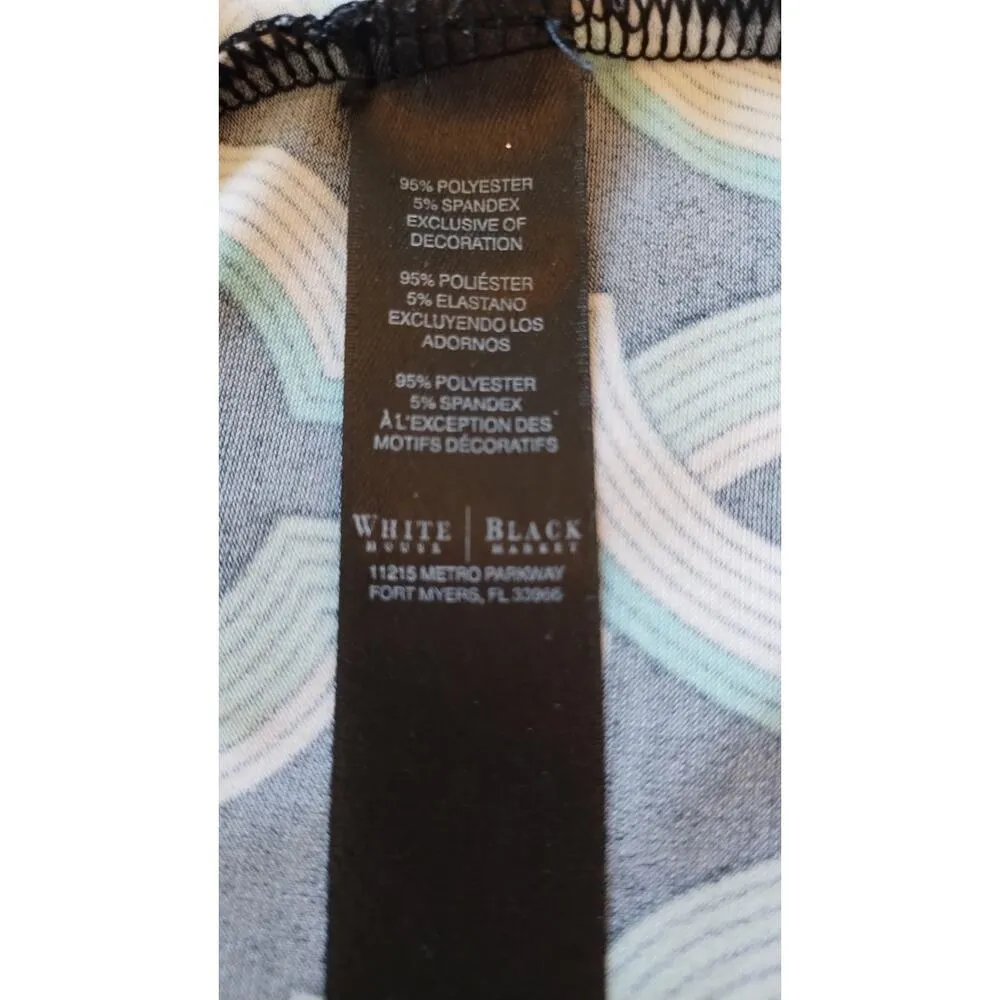 95% POLYESTER
5% SPANDEX
EXCLUSIVE OF
DECORATION
95% POLIÉSTER
5% ELASTANO
EXCLUYENDO LOS
ADORNOS
95% POLYESTER
5% SPANDEX
À L'EXCEPTION DES
MOTIFS DÉCORATIFS
WHITE | BLACK
HOUSE MARKET
11215 METRO PARKWAY
FORT MYERS, FL 33966